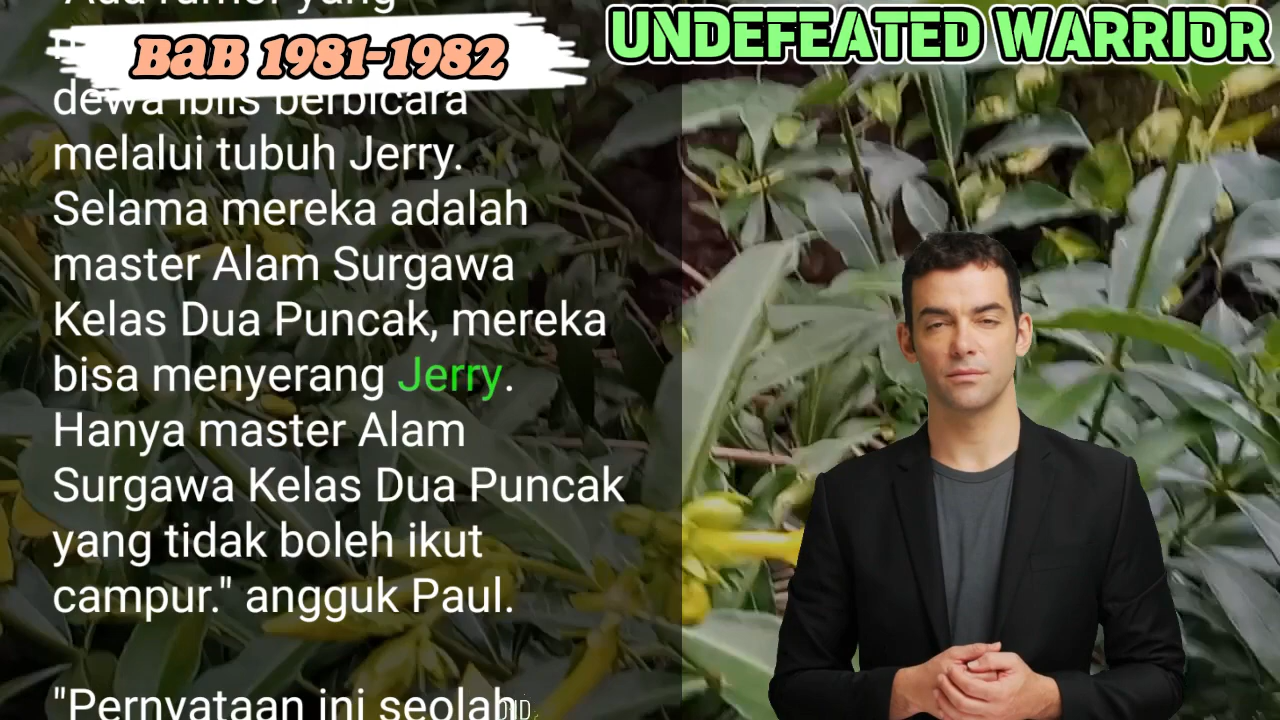 BAB 1981-1982
UNDEFEATED WARRIOR
dewa iblis berbicara
melalui tubuh Jerry.
Selama mereka adalah
master Alam Surgawa
Kelas Dua Puncak, mereka
bisa menyerang Jerry.
Hanya master Alam
Surgawa Kelas Dua Puncak
yang tidak boleh ikut
campur." angguk Paul.
"Pernyataan ini seolah